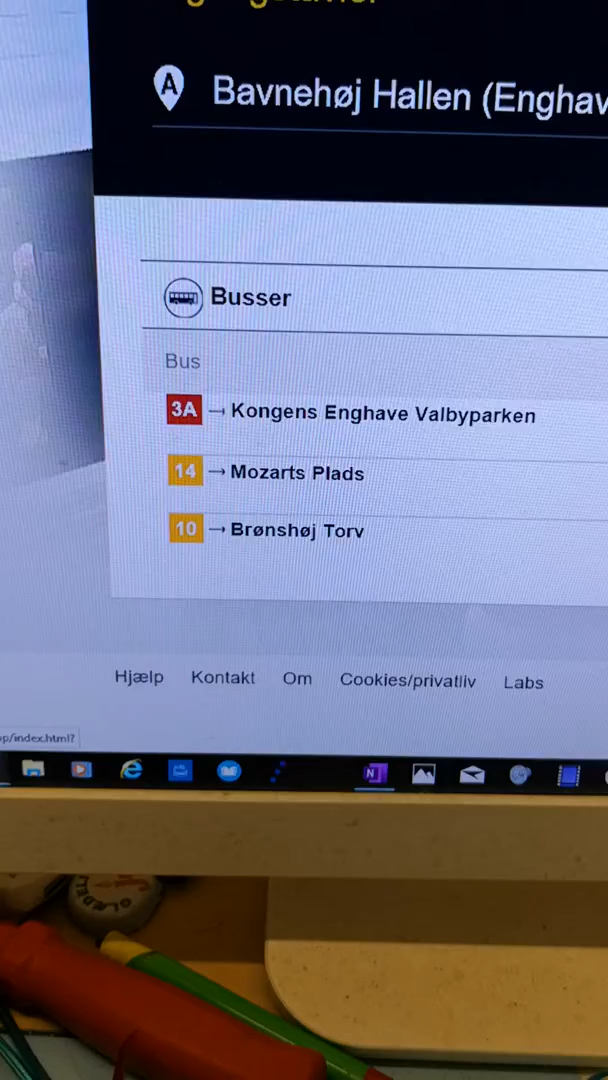 A Bavnehøj Hallen (Enghav
Busser
Bus
3A → Kongens Enghave Valbyparken
14 → Mozarts Plads
10 → Brønshøj Torv
Hjælp Kontakt Om Cookies/privatliv Labs
p/index.html?
N